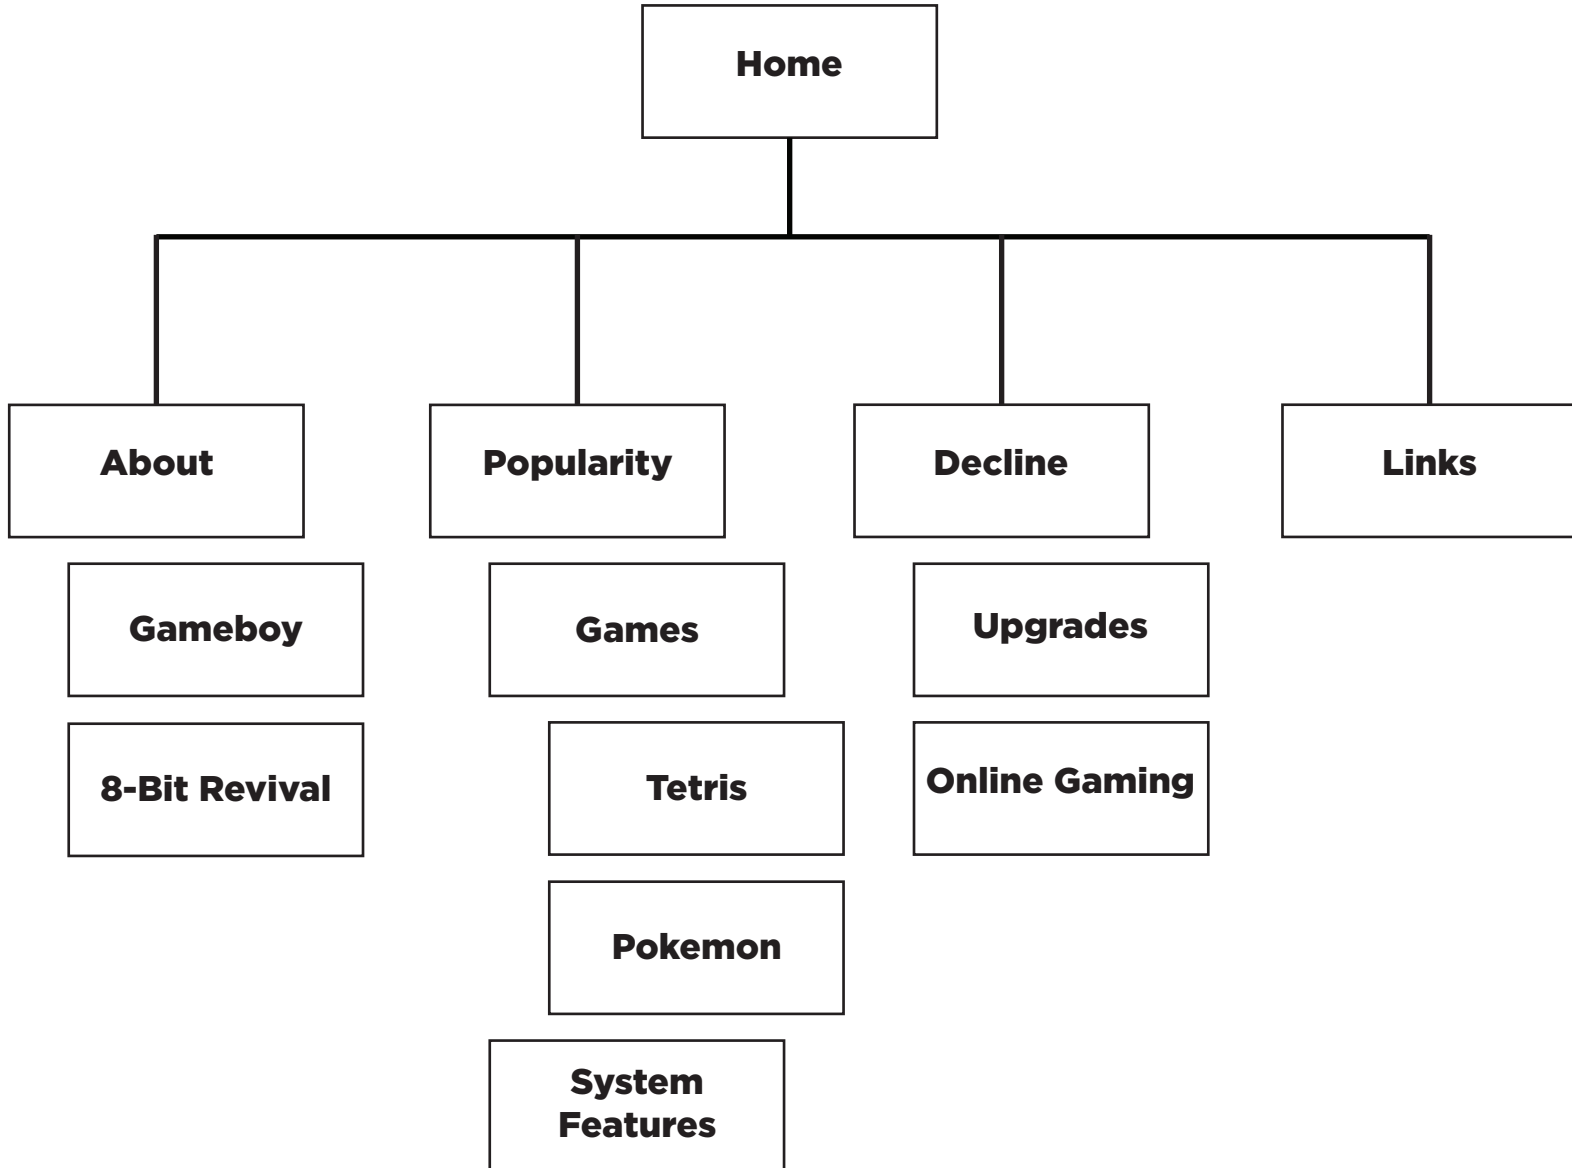 Home
About
Popularity
Decline
Links
Gameboy
Games
Upgrades
8-Bit Revival
Tetris
Online Gaming
Pokemon
System
Features